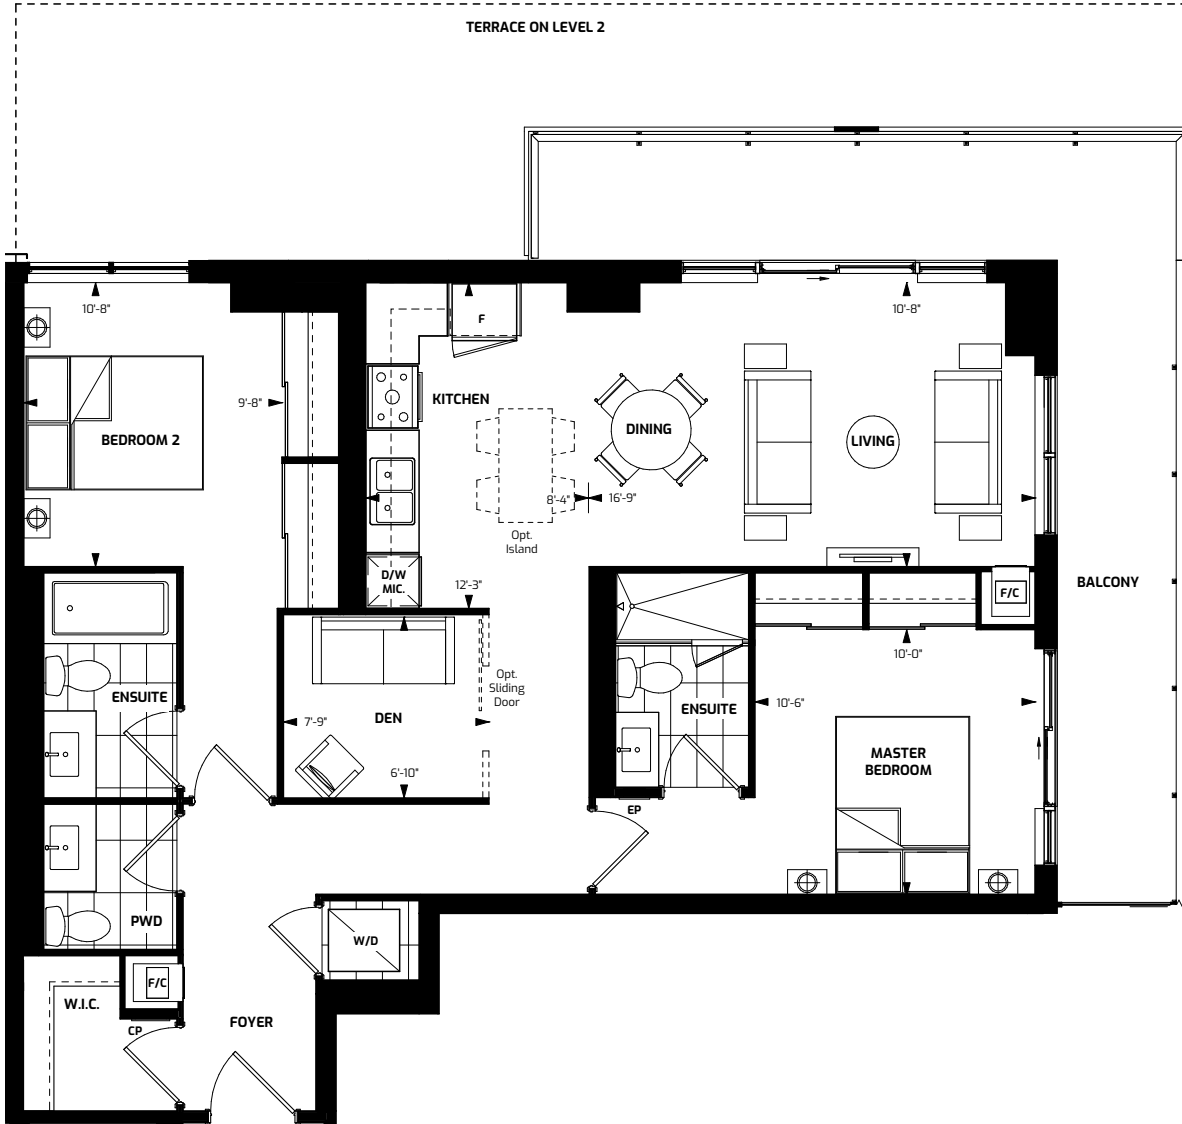 TERRACE ON LEVEL 2
10'-8"
F
10'-8"
9'-8"
KITCHEN
DINING
LIVING
BEDROOM 2
8'-4"
16'-9"
Opt.
Island
D/W
MIC.
12'-3"
F/C
BALCONY
10'-0"
Opt.
Sliding
Door
ENSUITE
7'-9"
DEN
ENSUITE
10'-6"
MASTER
BEDROOM
6'-10"
EP
PWD
W/D
F/C
W.I.C.
CP
FOYER